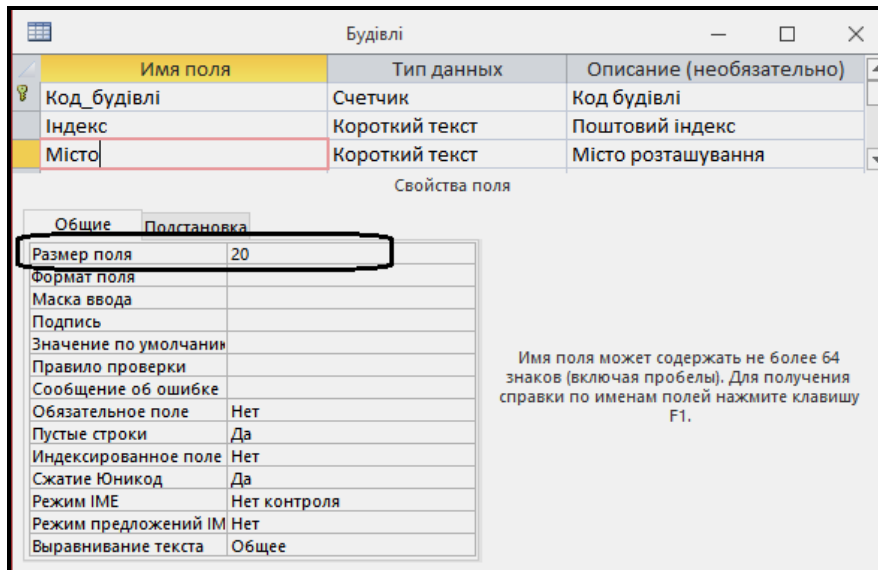 Будівлі
Имя поля Тип данных Описание (необязательно)
Код_будівлі Счетчик Код будівлі
Індекс Короткий текст Поштовий індекс
Місто Короткий текст Місто розташування
Свойства поля
Общие Подстановка
Размер поля 20
Формат поля
Маска ввода
Подпись
Значение по умолчани
Правило проверки
Сообщение об ошибке
Обязательное поле Нет
Пустые строки Да
Индексированное поле Нет
Сжатие Юникод Да
Режим IME Нет контроля
Режим предложений IM Нет
Выравнивание текста Общее
Имя поля может содержать не более 64
знаков (включая пробелы). Для получения
справки по именам полей нажмите клавишу
F1.